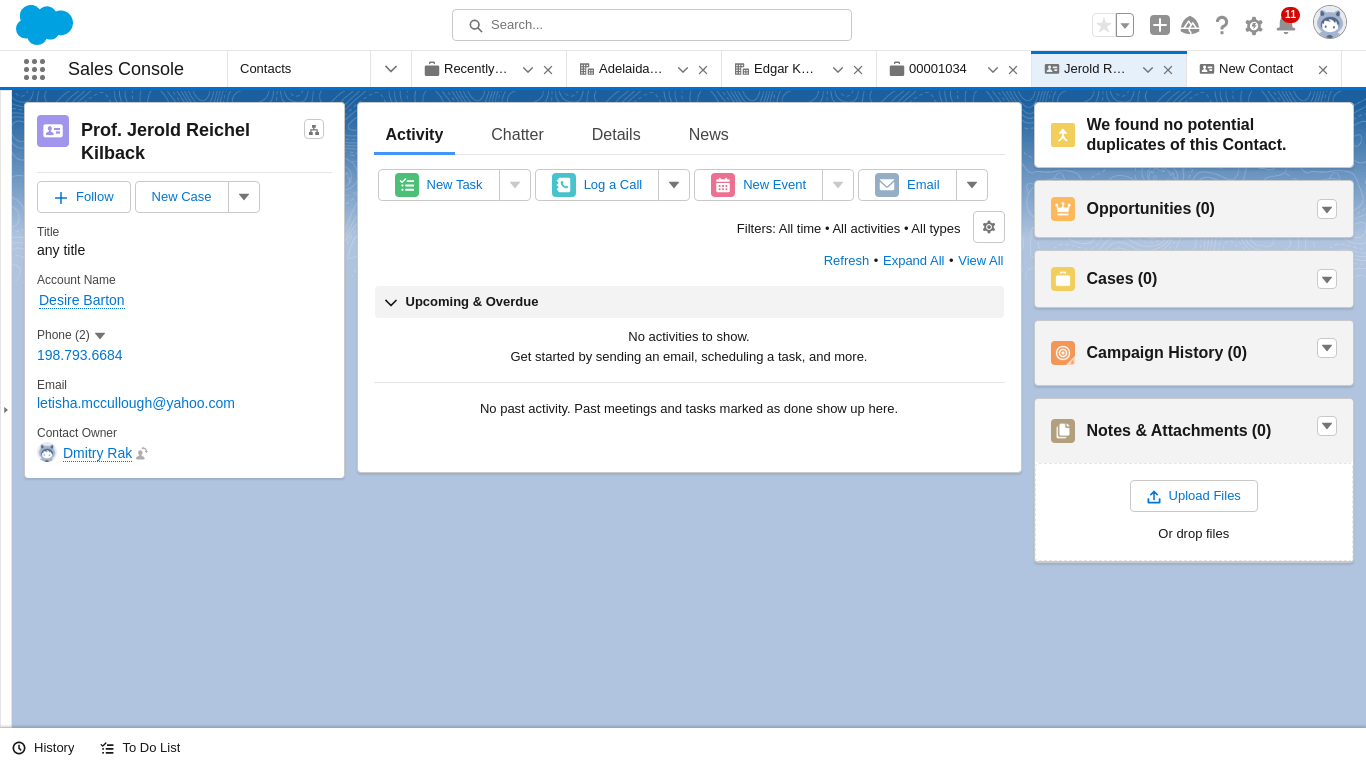 Search...
11
Sales Console
Contacts
Recently…
Adelaida…
Edgar K…
00001034
Jerold R…
New Contact
Prof. Jerold Reichel
Kilback
Follow
New Case
Title
any title
Account Name
Desire Barton
Phone (2)
198.793.6684
Email
letisha.mccullough@yahoo.com
Contact Owner
Dmitry Rak
Activity
Chatter
Details
News
New Task
Log a Call
New Event
Email
Filters: All time • All activities • All types
Refresh • Expand All • View All
Upcoming & Overdue
No activities to show.
Get started by sending an email, scheduling a task, and more.
No past activity. Past meetings and tasks marked as done show up here.
We found no potential
duplicates of this Contact.
Opportunities (0)
Cases (0)
Campaign History (0)
Notes & Attachments (0)
Upload Files
Or drop files
History
To Do List